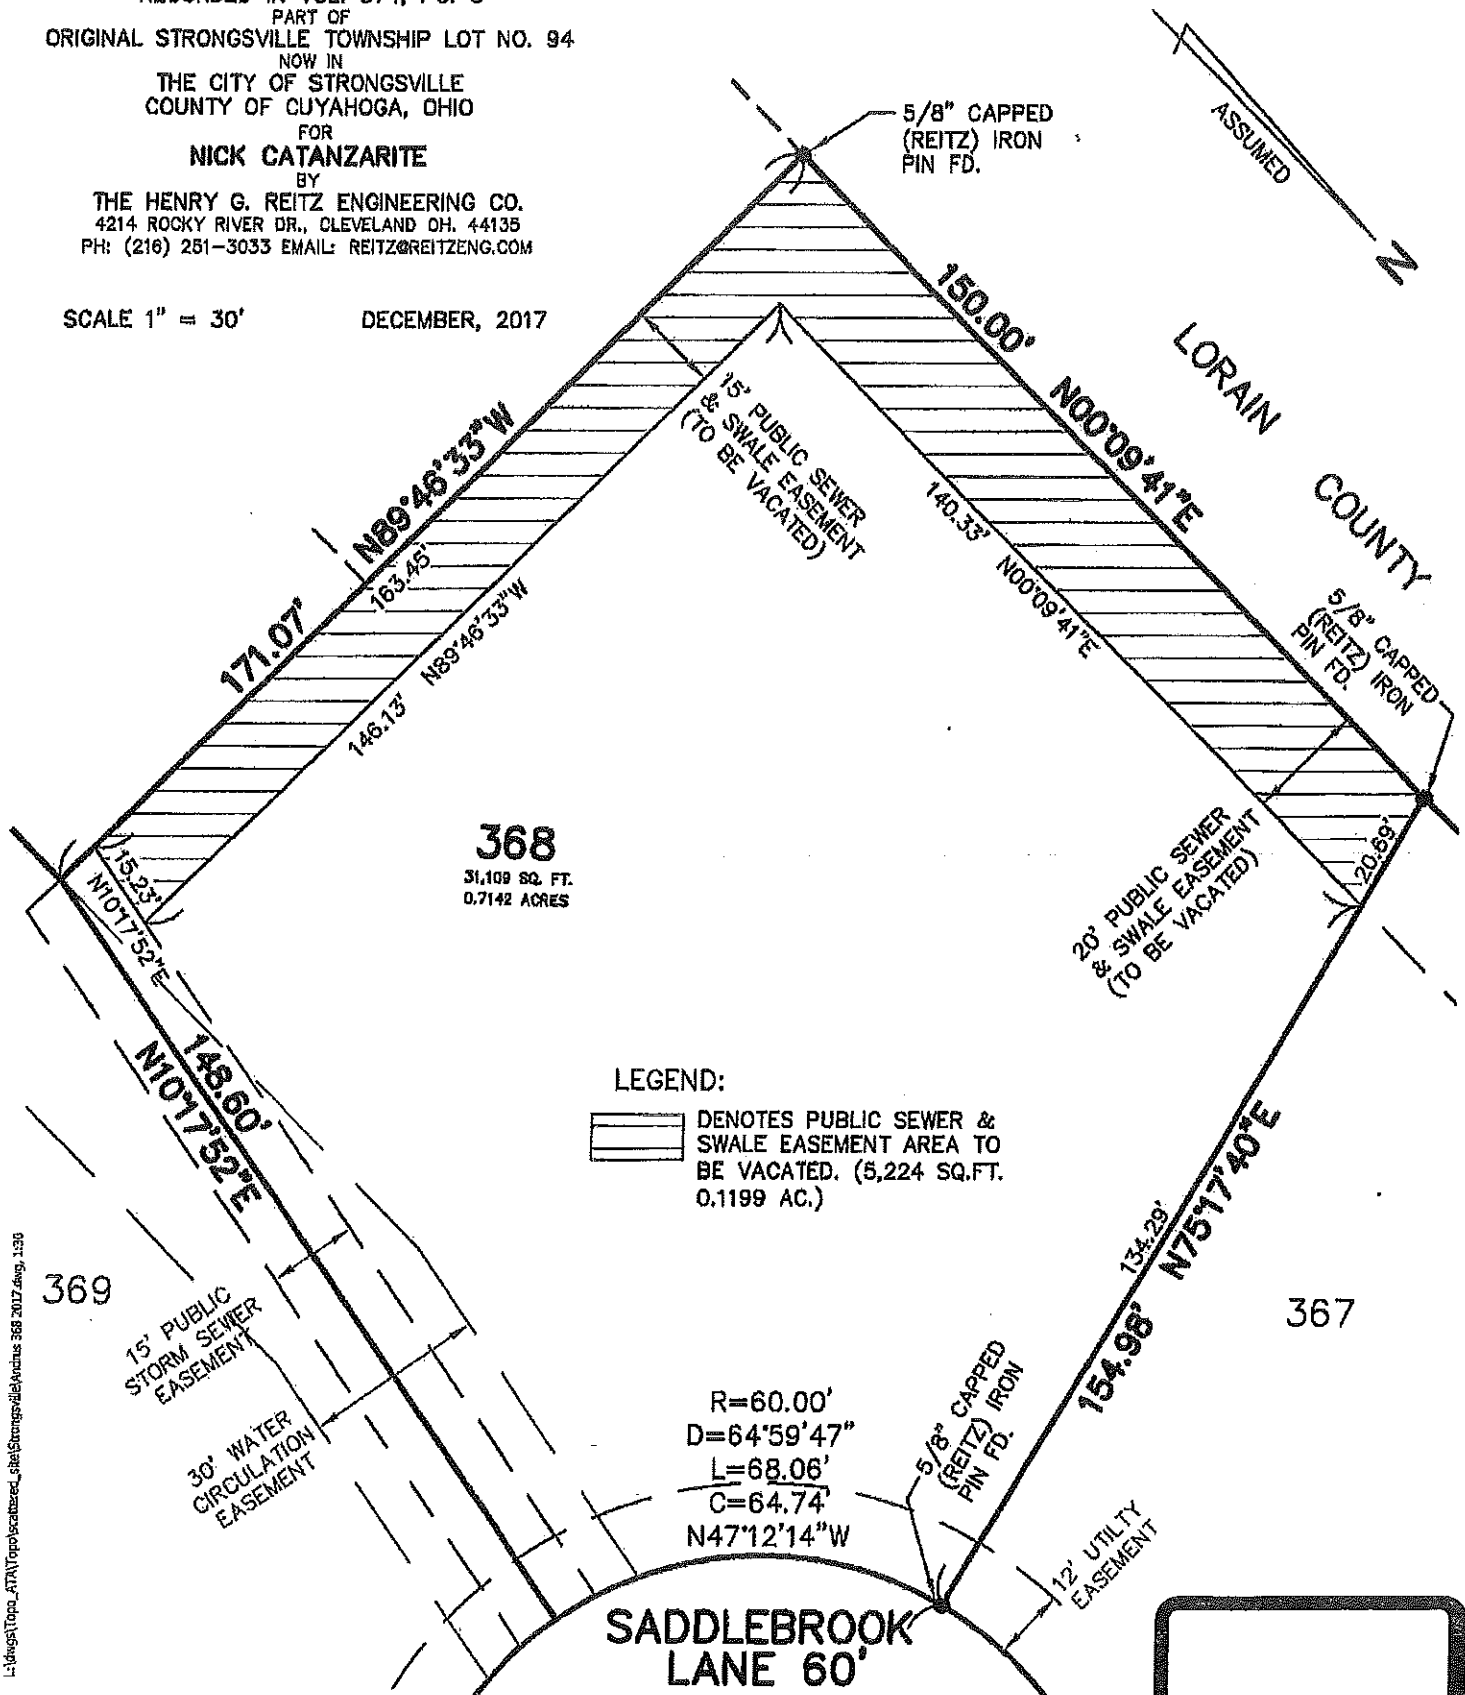 PART OF
ORIGINAL STRONGSVILLE TOWNSHIP LOT NO. 94
NOW IN
THE CITY OF STRONGSVILLE
COUNTY OF CUYAHOGA, OHIO
FOR
NICK CATANZARITE
BY
THE HENRY G. REITZ ENGINEERING CO.
4214 ROCKY RIVER DR., CLEVELAND OH. 44135
PH: (216) 251-3033 EMAIL: REITZ@REITZENG.COM
SCALE 1" = 30'
DECEMBER, 2017
5/8" CAPPED
(REITZ) IRON
PIN FD.
ASSUMED
N
LORAIN
COUNTY
150.00'
N00°09'41"E
140.33'
N00°09'41"E
15' PUBLIC SEWER
& SWALE EASEMENT
(TO BE VACATED)
N89°46'33"W
171.07'
163.45'
N89°46'33"W
146.13'
5/8" CAPPED
(REITZ) IRON
PIN FD.
20.69'
20' PUBLIC SEWER
& SWALE EASEMENT
(TO BE VACATED)
368
31,109 SQ. FT.
0.7142 ACRES
15.23'
N10°17'52"E
148.60'
N10°17'52"E
LEGEND:
DENOTES PUBLIC SEWER &
SWALE EASEMENT AREA TO
BE VACATED. (5,224 SQ.FT.
0.1199 AC.)
134.29'
N75°17'40"E
154.98'
369
367
15' PUBLIC
STORM SEWER
EASEMENT
30' WATER
CIRCULATION
EASEMENT
R=60.00'
D=64°59'47"
L=68.06'
C=64.74'
N47°12'14"W
5/8" CAPPED
(REITZ) IRON
PIN FD.
12' UTILTY
EASEMENT
SADDLEBROOK
LANE 60'